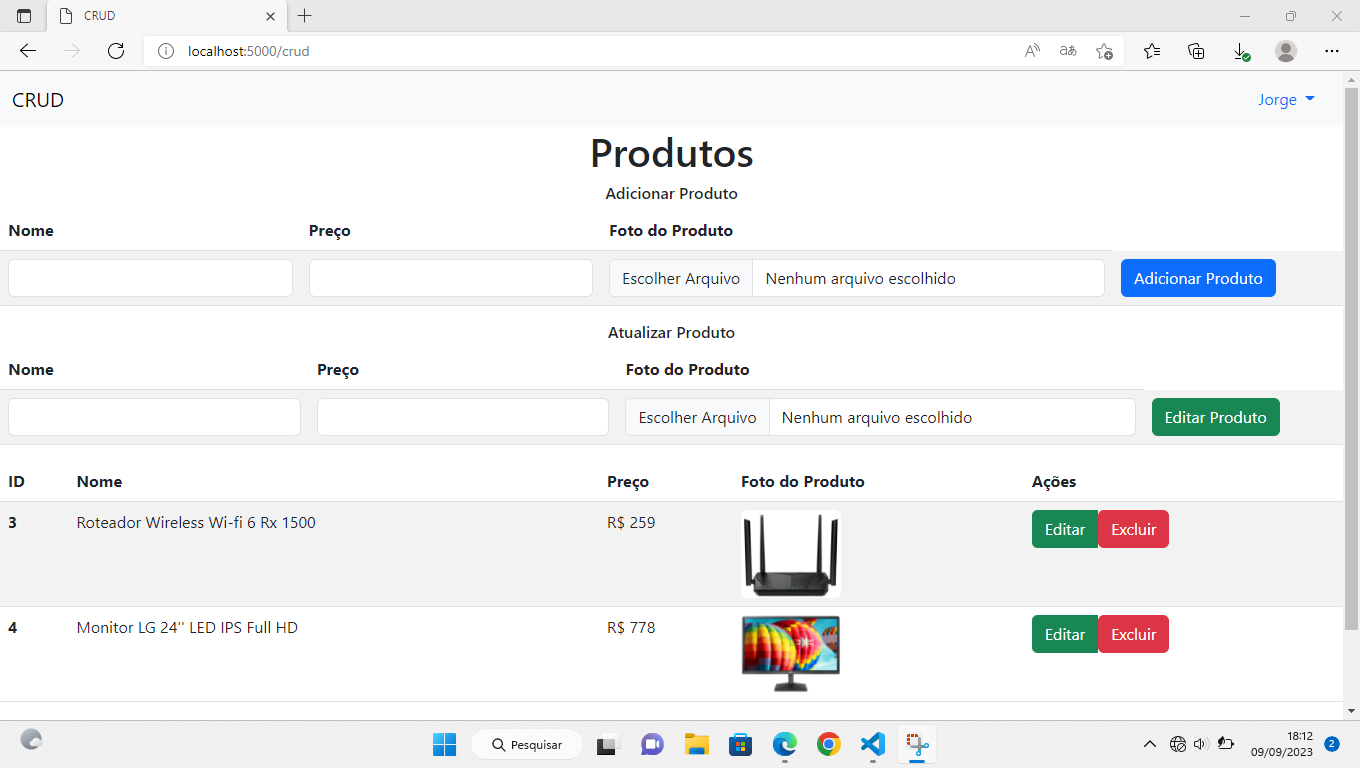 CRUD
localhost:5000/crud
CRUD
Jorge
Produtos
Adicionar Produto
Nome Preço Foto do Produto
Escolher Arquivo Nenhum arquivo escolhido Adicionar Produto
Atualizar Produto
Nome Preço Foto do Produto
Escolher Arquivo Nenhum arquivo escolhido Editar Produto
ID Nome Preço Foto do Produto Ações
3 Roteador Wireless Wi-fi 6 Rx 1500 R$ 259 Editar Excluir
4 Monitor LG 24'' LED IPS Full HD R$ 778 Editar Excluir
Pesquisar
18:12
09/09/2023
2